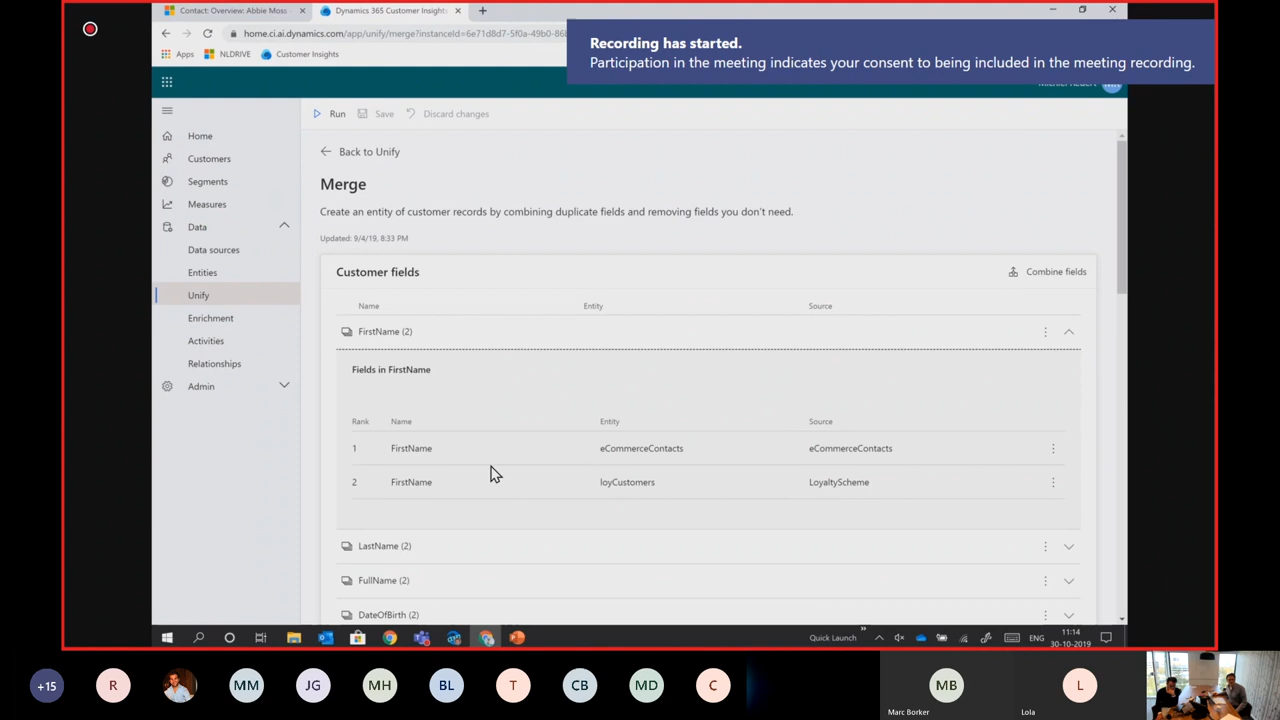 Contact: Overview: Abbie Moss
Dynamics 365 Customer Insights
Recording has started.
Participation in the meeting indicates your consent to being included in the meeting recording.
home.ci.ai.dynamics.com/app/unify/merge?instanceId=6e71d8d7-5f0a-49b0-86
Apps
NLDRIVE
Customer Insights
Run
Save
Discard changes
Home
Customers
Segments
Measures
Data
Data sources
Entities
Unify
Enrichment
Activities
Relationships
Admin
Back to Unify
Merge
Create an entity of customer records by combining duplicate fields and removing fields you don't need.
Updated: 9/4/19, 8:33 PM
Customer fields
Combine fields
Name Entity Source
FirstName (2)
Fields in FirstName
Rank Name Entity Source
1 FirstName eCommerceContacts eCommerceContacts
2 FirstName loyCustomers LoyaltyScheme
LastName (2)
FullName (2)
DateOfBirth (2)
Quick Launch
ENG
11:14
30-10-2019
+15
R
MM
JG
MH
BL
T
CB
MD
C
MB
Marc Borker
L
Lola